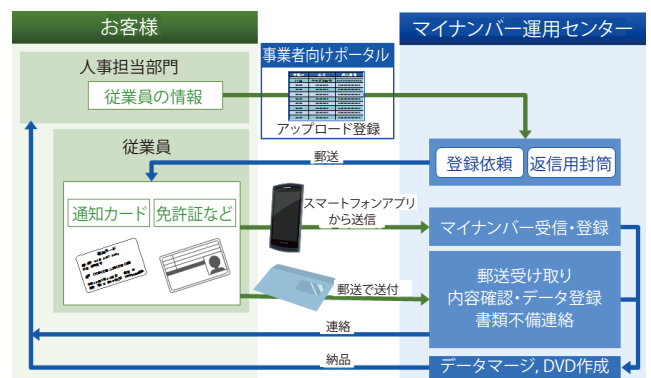 お客様
マイナンバー運用センター
人事担当部門
従業員の情報
事業者向けポータル
アップロード登録
従業員
郵送
登録依頼
返信用封筒
通知カード
免許証など
スマートフォンアプリ
から送信
マイナンバー受信・登録
郵送で送付
郵送受け取り
内容確認・データ登録
書類不備連絡
連絡
納品
データマージ, DVD作成